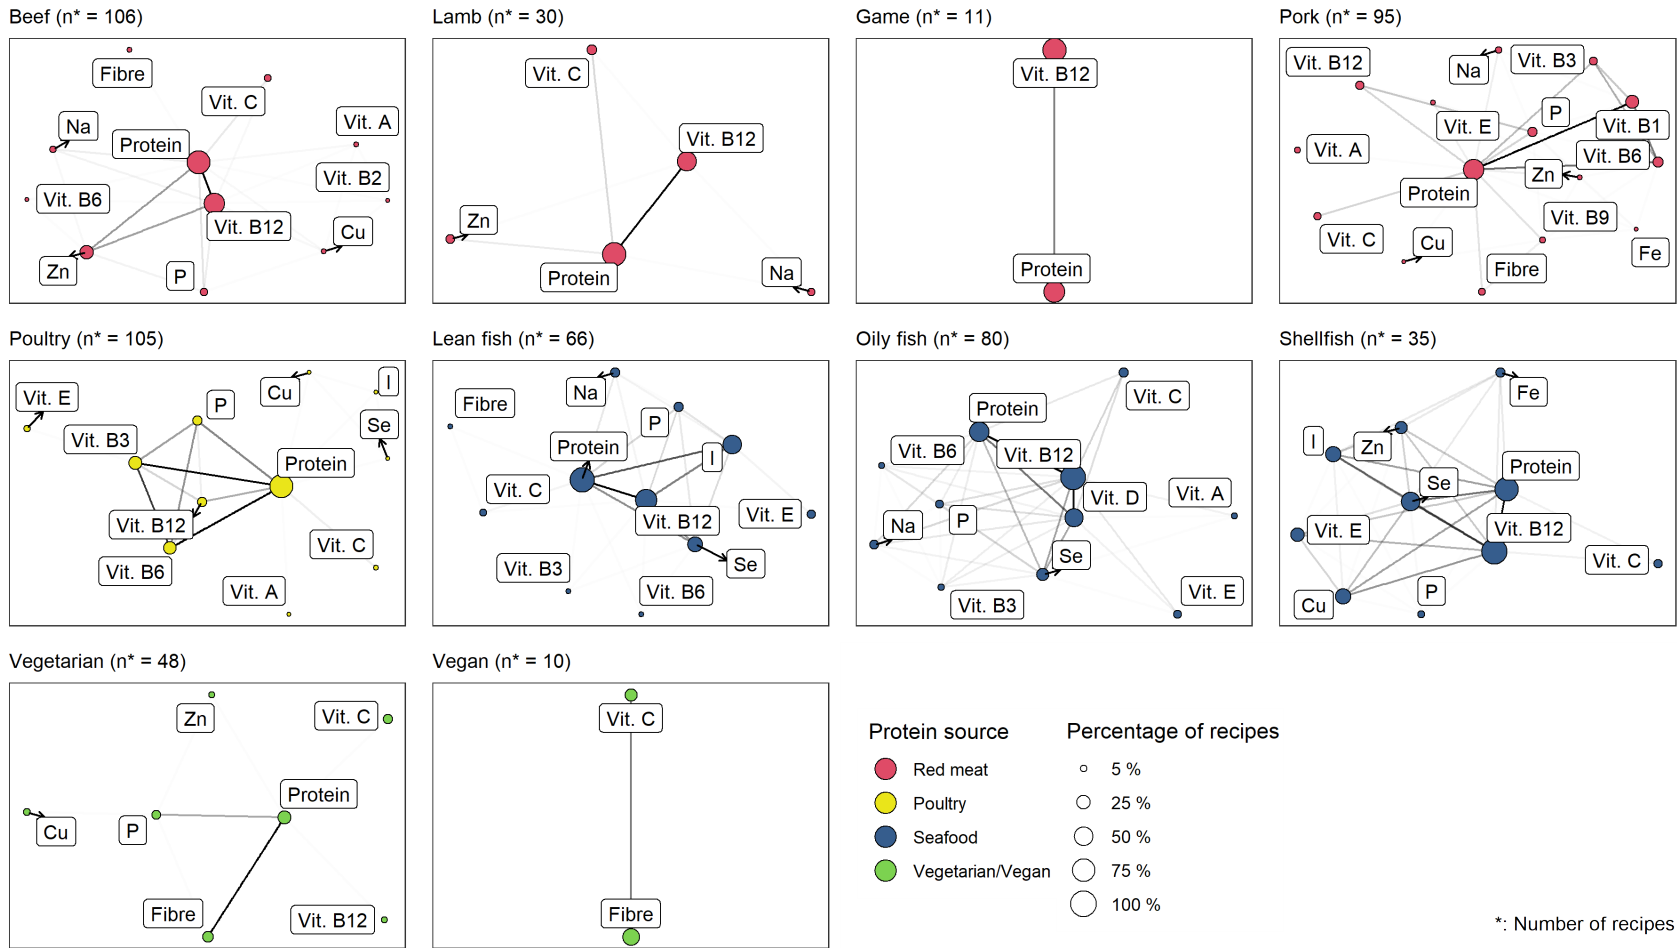 Beef (n* = 106)
Lamb (n* = 30)
Game (n* = 11)
Pork (n* = 95)
Fibre
Vit. C
Na
Vit. A
Protein
Vit. B2
Vit. B6
Vit. B12
Cu
Zn
P
Vit. C
Vit. B12
Zn
Protein
Na
Vit. B12
Protein
Vit. B12
Na
Vit. B3
P
Vit. E
Vit. B1
Vit. A
Vit. B6
Zn
Protein
Vit. B9
Vit. C
Cu
Fe
Fibre
Poultry (n* = 105)
Lean fish (n* = 66)
Oily fish (n* = 80)
Shellfish (n* = 35)
Vit. E
Cu
I
P
Se
Vit. B3
Protein
Vit. B12
Vit. C
Vit. B6
Vit. A
Na
Fibre
P
Protein
I
Vit. C
Vit. B12
Vit. E
Se
Vit. B3
Vit. B6
Vit. C
Protein
Vit. B6
Vit. B12
Vit. D
Vit. A
P
Na
Se
Vit. B3
Vit. E
Fe
I
Zn
Protein
Se
Vit. E
Vit. B12
Vit. C
Cu
P
Vegetarian (n* = 48)
Vegan (n* = 10)
Zn
Vit. C
Protein
Cu
P
Fibre
Vit. B12
Vit. C
Fibre
Protein source
Red meat
Poultry
Seafood
Vegetarian/Vegan
Percentage of recipes
5 %
25 %
50 %
75 %
100 %
*: Number of recipes